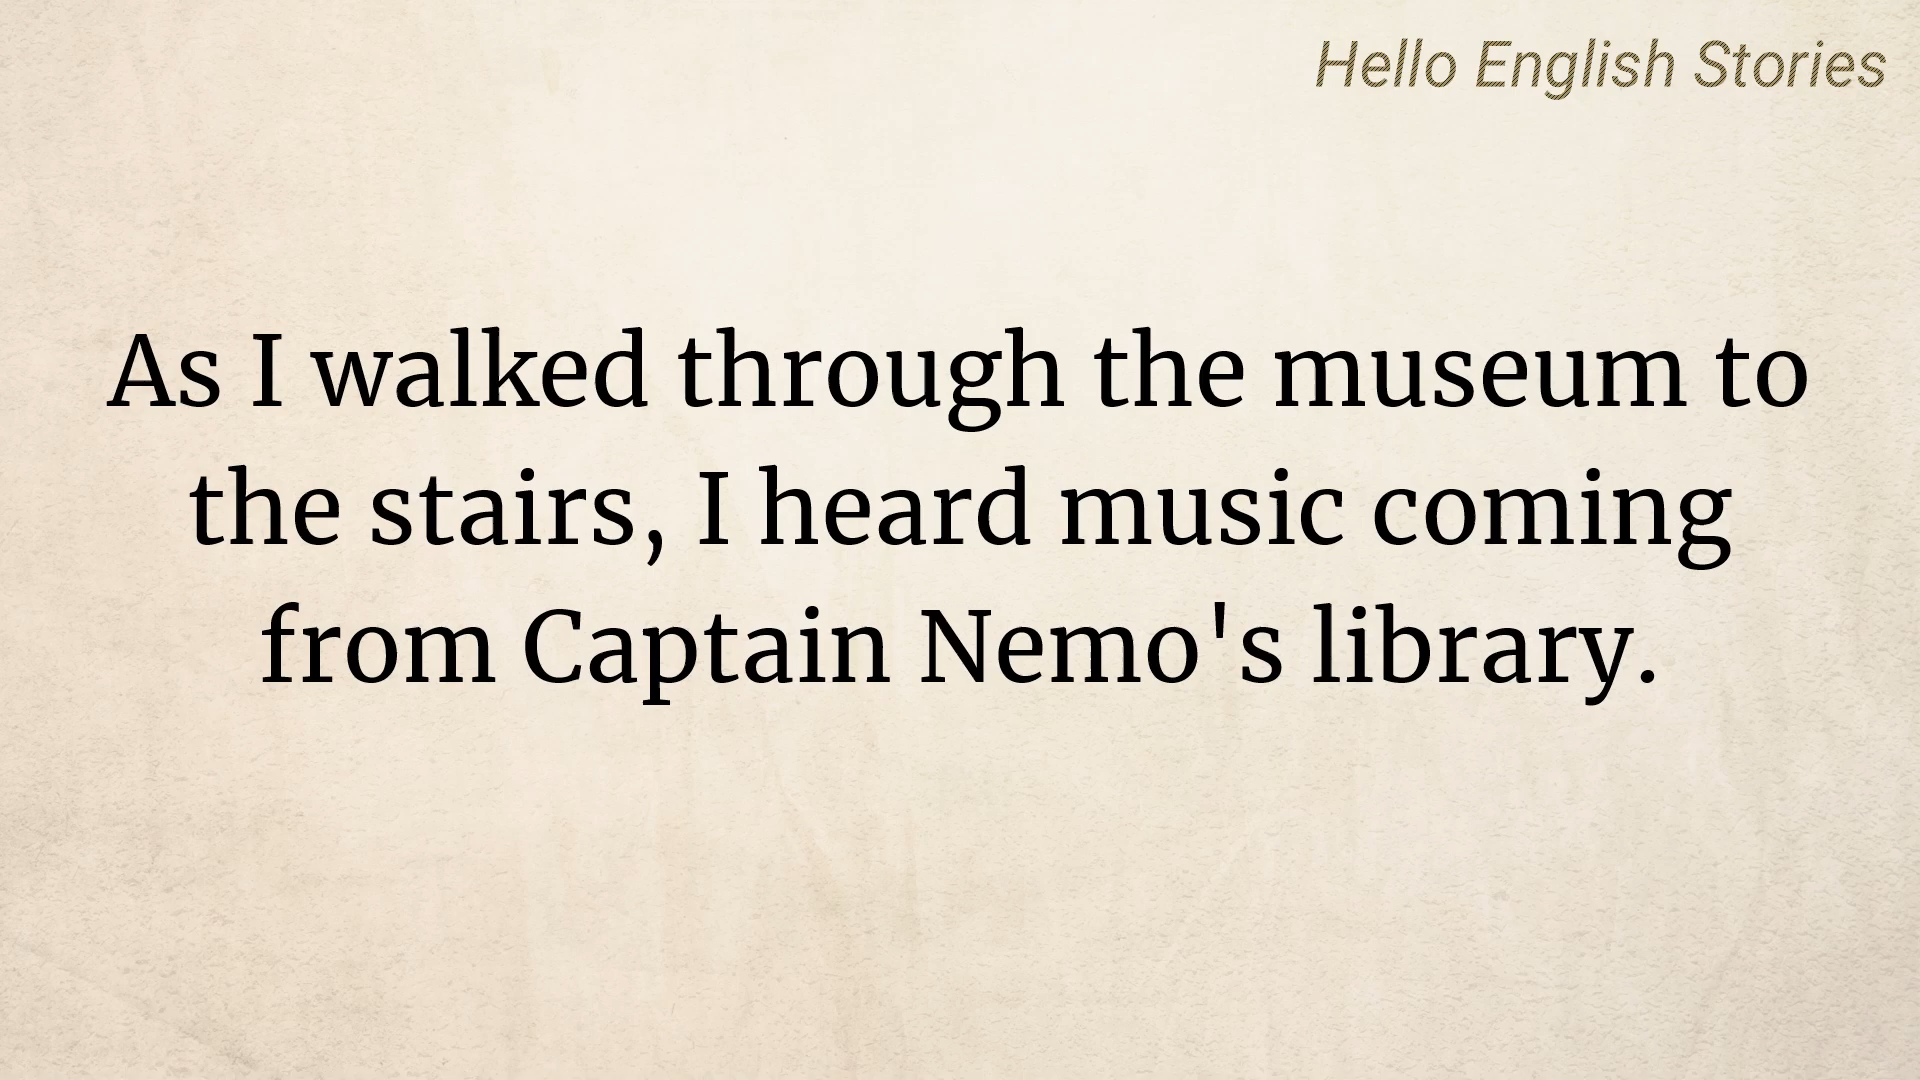 Hello English Stories
As I walked through the museum to
the stairs, I heard music coming
from Captain Nemo's library.